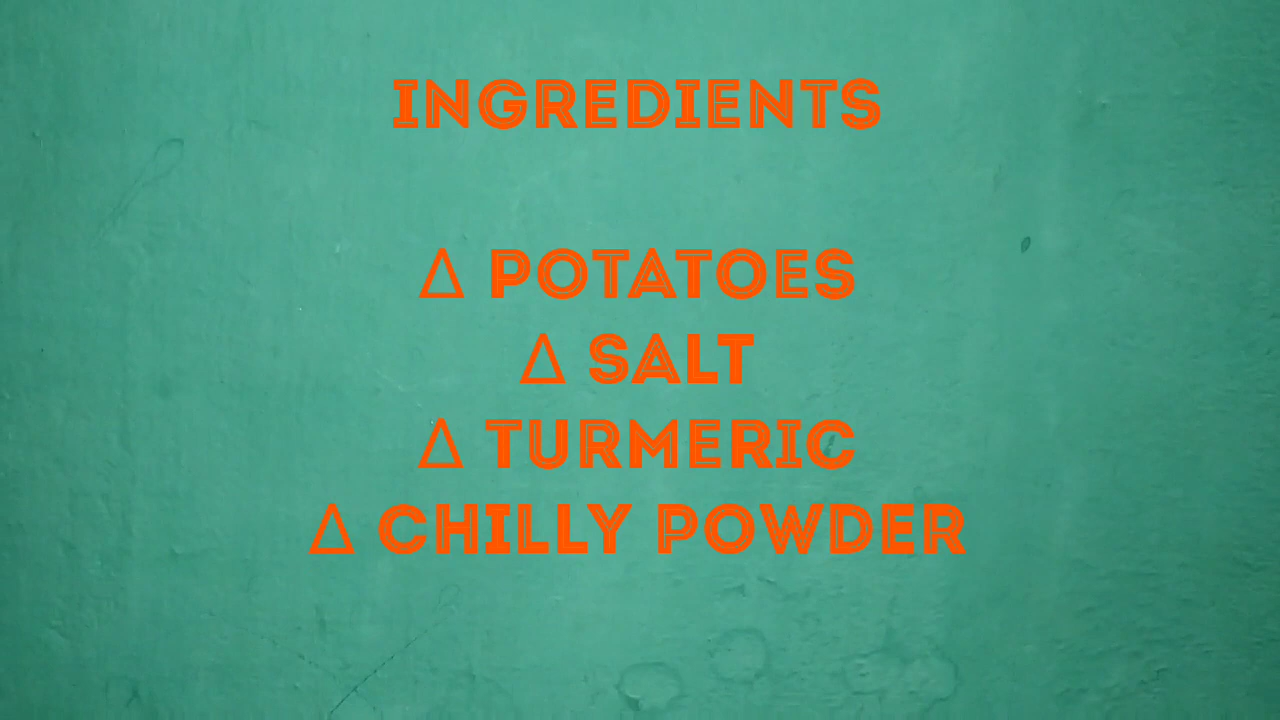 INGREDIENTS
∆ POTATOES
∆ SALT
∆ TURMERIC
∆ CHILLY POWDER